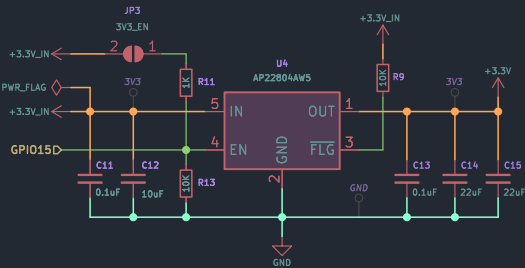 JP3
3V3_EN
+3.3V_IN
2 1
+3.3V_IN
PWR_FLAG
3V3
R11
1K
U4
AP22804AW5
R9
10K
3V3
+3.3V
+3.3V_IN
5 IN
OUT 1
GPIO15
4 EN
GND
2
FLG 3
C11
0.1uF
C12
10uF
R13
10K
GND
C13
0.1uF
C14
22uF
C15
22uF
GND